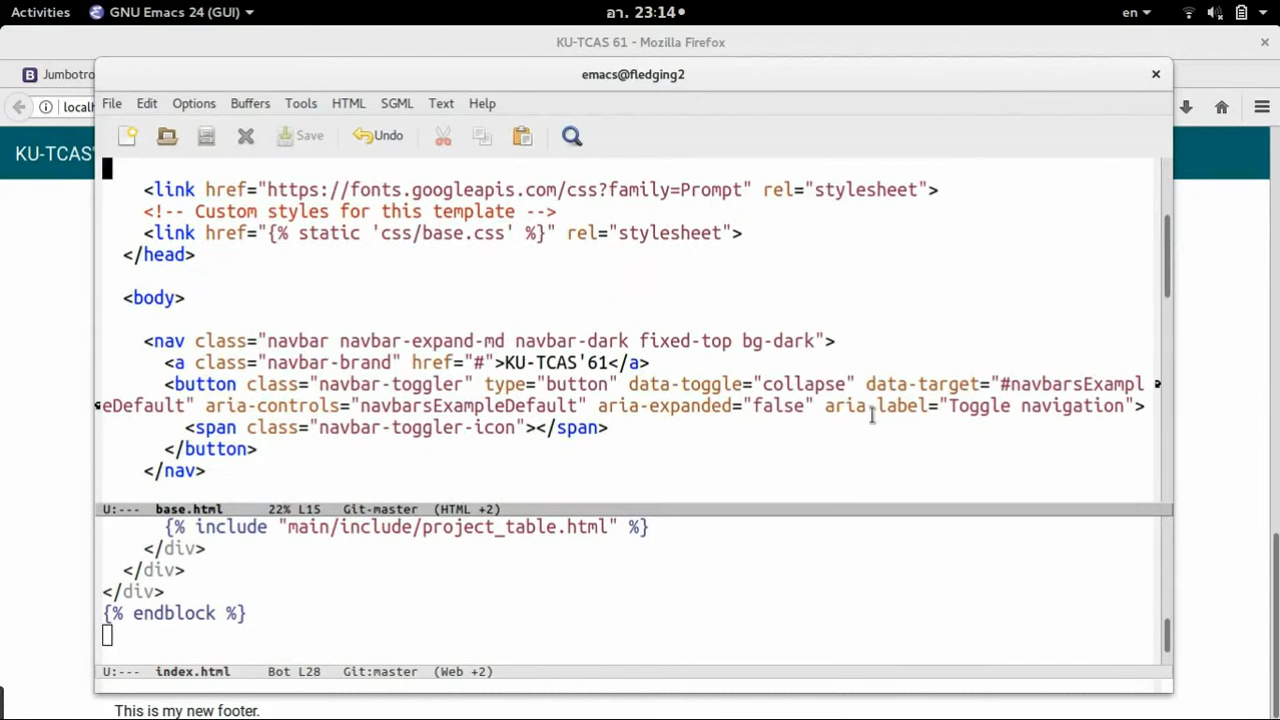 Activities GNU Emacs 24 (GUI) อา. 23:14 en
KU-TCAS 61 - Mozilla Firefox
Jumbotro
emacs@fledging2
localh
File Edit Options Buffers Tools HTML SGML Text Help
Save Undo
KU-TCAS'
<link href="https://fonts.googleapis.com/css?family=Prompt" rel="stylesheet">
<!-- Custom styles for this template -->
<link href="{% static 'css/base.css' %}" rel="stylesheet">
</head>
<body>
<nav class="navbar navbar-expand-md navbar-dark fixed-top bg-dark">
<a class="navbar-brand" href="#">KU-TCAS'61</a>
<button class="navbar-toggler" type="button" data-toggle="collapse" data-target="#navbarsExampl
eDefault" aria-controls="navbarsExampleDefault" aria-expanded="false" aria-label="Toggle navigation">
<span class="navbar-toggler-icon"></span>
</button>
</nav>
U:--- base.html 22% L15 Git-master (HTML +2)
{% include "main/include/project_table.html" %}
</div>
</div>
</div>
{% endblock %}
U:--- index.html Bot L28 Git:master (Web +2)
This is my new footer.